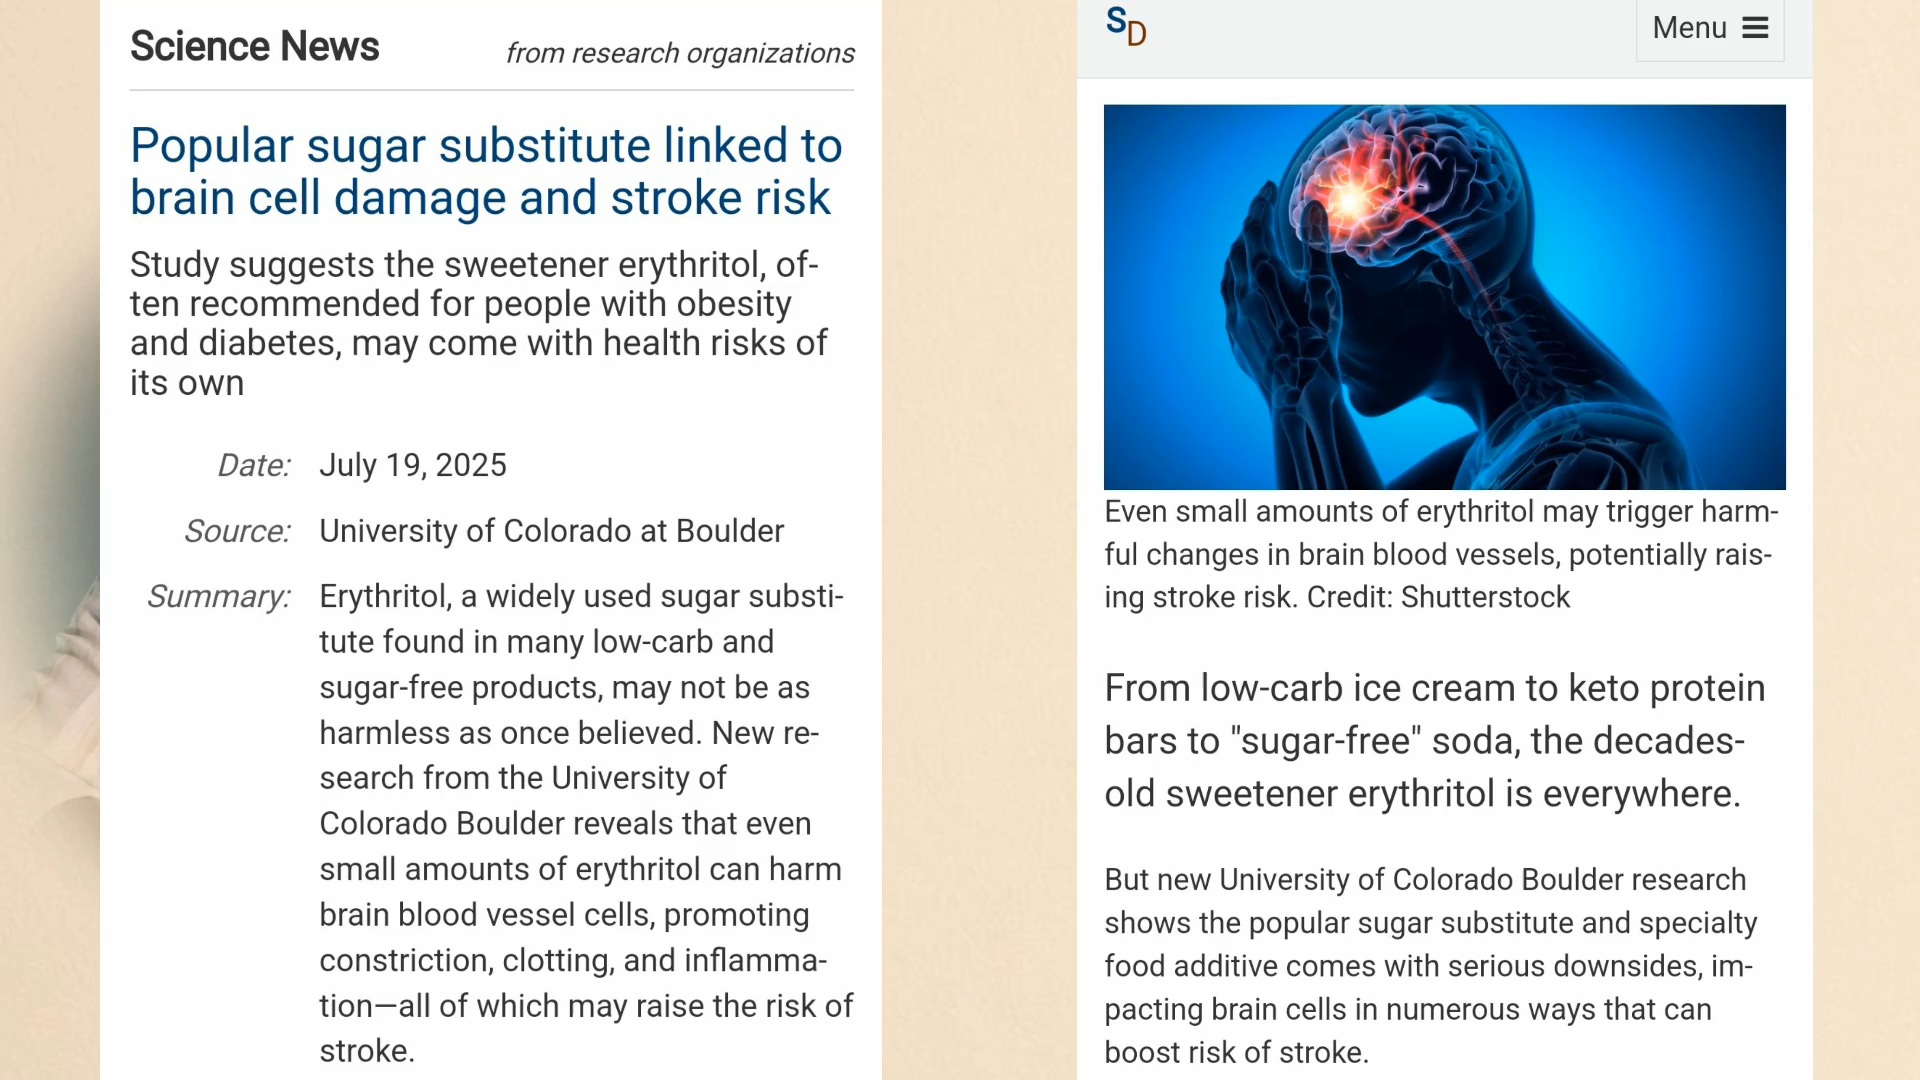 Science News
from research organizations
Popular sugar substitute linked to
brain cell damage and stroke risk
Study suggests the sweetener erythritol, of-
ten recommended for people with obesity
and diabetes, may come with health risks of
its own
Date: July 19, 2025
Source: University of Colorado at Boulder
Summary: Erythritol, a widely used sugar substi-
tute found in many low-carb and
sugar-free products, may not be as
harmless as once believed. New re-
search from the University of
Colorado Boulder reveals that even
small amounts of erythritol can harm
brain blood vessel cells, promoting
constriction, clotting, and inflamma-
tion—all of which may raise the risk of
stroke.
SD
Menu
Even small amounts of erythritol may trigger harm-
ful changes in brain blood vessels, potentially rais-
ing stroke risk. Credit: Shutterstock
From low-carb ice cream to keto protein
bars to "sugar-free" soda, the decades-
old sweetener erythritol is everywhere.
But new University of Colorado Boulder research
shows the popular sugar substitute and specialty
food additive comes with serious downsides, im-
pacting brain cells in numerous ways that can
boost risk of stroke.